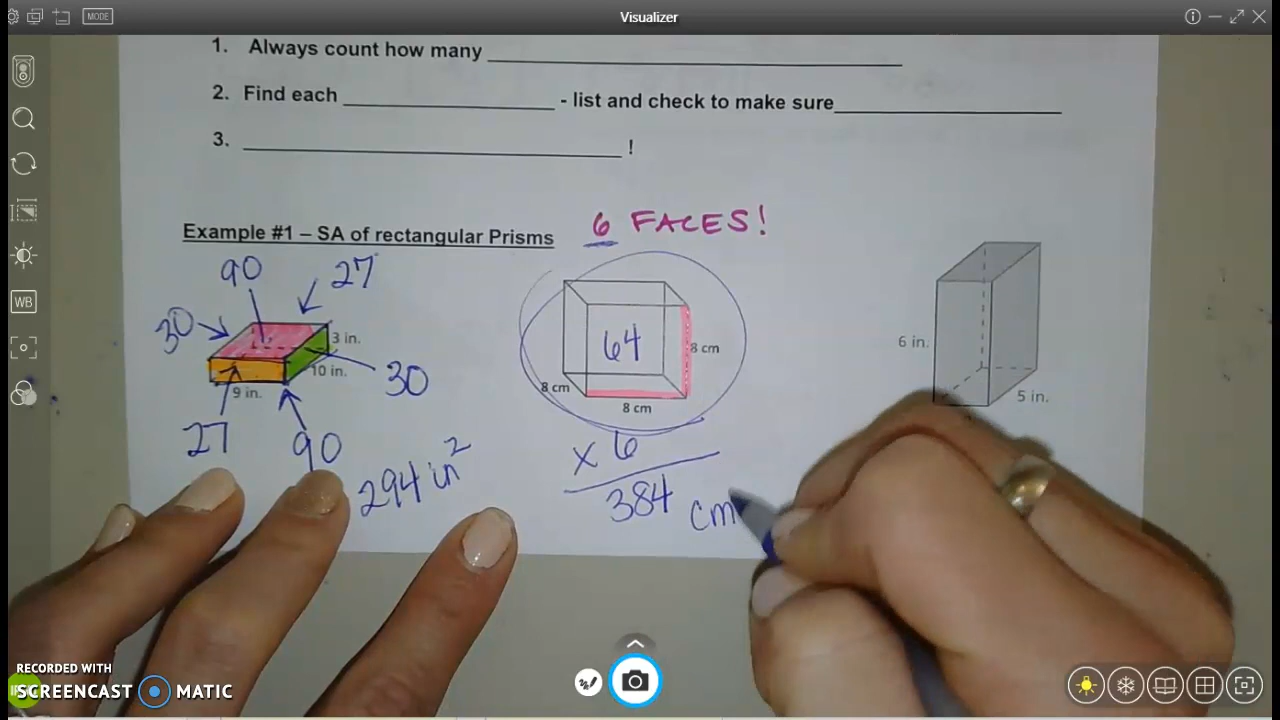 MODE
Visualizer
1. Always count how many
2. Find each - list and check to make sure
3. !
Example #1 – SA of rectangular Prisms
6 FACES!
90
27
30
3 in.
10 in.
9 in.
30
27
90
294 in²
64
8 cm
8 cm
8 cm
x 6
384 cm
6 in.
5 in.
WB
RECORDED WITH
SCREENCAST MATIC